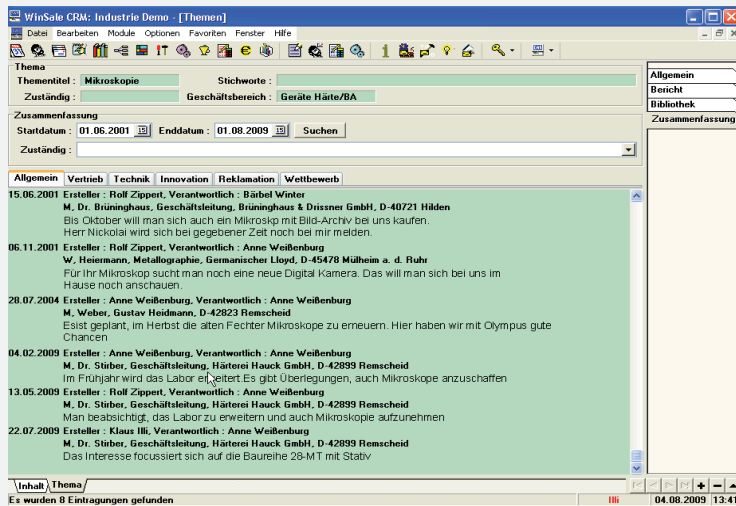 WinSale CRM: Industrie Demo - [Themen]
Datei Bearbeiten Module Optionen Favoriten Fenster Hilfe
Thema
Thementitel : Mikroskopie Stichworte :
Zuständig : Geschäftsbereich : Geräte Härte/BA
Zusammenfassung
Startdatum : 01.06.2001 15 Enddatum : 01.08.2009 15 Suchen
Zuständig :
Allgemein
Bericht
Bibliothek
Zusammenfassung
Allgemein Vertrieb Technik Innovation Reklamation Wettbewerb
15.06.2001 Ersteller : Rolf Zippert, Verantwortlich : Bärbel Winter
M, Dr. Brüninghaus, Geschäftsleitung, Brüninghaus & Drissner GmbH, D-40721 Hilden
Bis Oktober will man sich auch ein Mikroskp mit Bild-Archiv bei uns kaufen.
Herr Nickolai wird sich bei gegebener Zeit noch bei mir melden.
06.11.2001 Ersteller : Rolf Zippert, Verantwortlich : Anne Weißenburg
W, Heiermann, Metallographie, Germanischer Lloyd, D-45478 Mülheim a. d. Ruhr
Für Ihr Mikroskop sucht man noch eine neue Digital Kamera. Das will man sich bei uns im
Hause noch anschauen.
28.07.2004 Ersteller : Anne Weißenburg, Verantwortlich : Anne Weißenburg
M, Weber, Gustav Heidmann, D-42823 Remscheid
Esist geplant, im Herbst die alten Fechter Mikroskope zu erneuern. Hier haben wir mit Olympus gute
Chancen
04.02.2009 Ersteller : Anne Weißenburg, Verantwortlich : Anne Weißenburg
M, Dr. Stirber, Geschäftsleitung, Härterei Hauck GmbH, D-42899 Remscheid
Im Frühjahr wird das Labor erweitert.Es gibt Überlegungen, auch Mikroskope anzuschaffen
13.05.2009 Ersteller : Rolf Zippert, Verantwortlich : Anne Weißenburg
M, Dr. Stirber, Geschäftsleitung, Härterei Hauck GmbH, D-42899 Remscheid
Man beabsichtigt, das Labor zu erweitern und auch Mikroskopie aufzunehmen
22.07.2009 Ersteller : Klaus Illi, Verantwortlich : Anne Weißenburg
M, Dr. Stirber, Geschäftsleitung, Härterei Hauck GmbH, D-42899 Remscheid
Das Interesse focussiert sich auf die Baureihe 28-MT mit Stativ
Inhalt Thema
Es wurden 8 Eintragungen gefunden Illi 04.08.2009 13:41